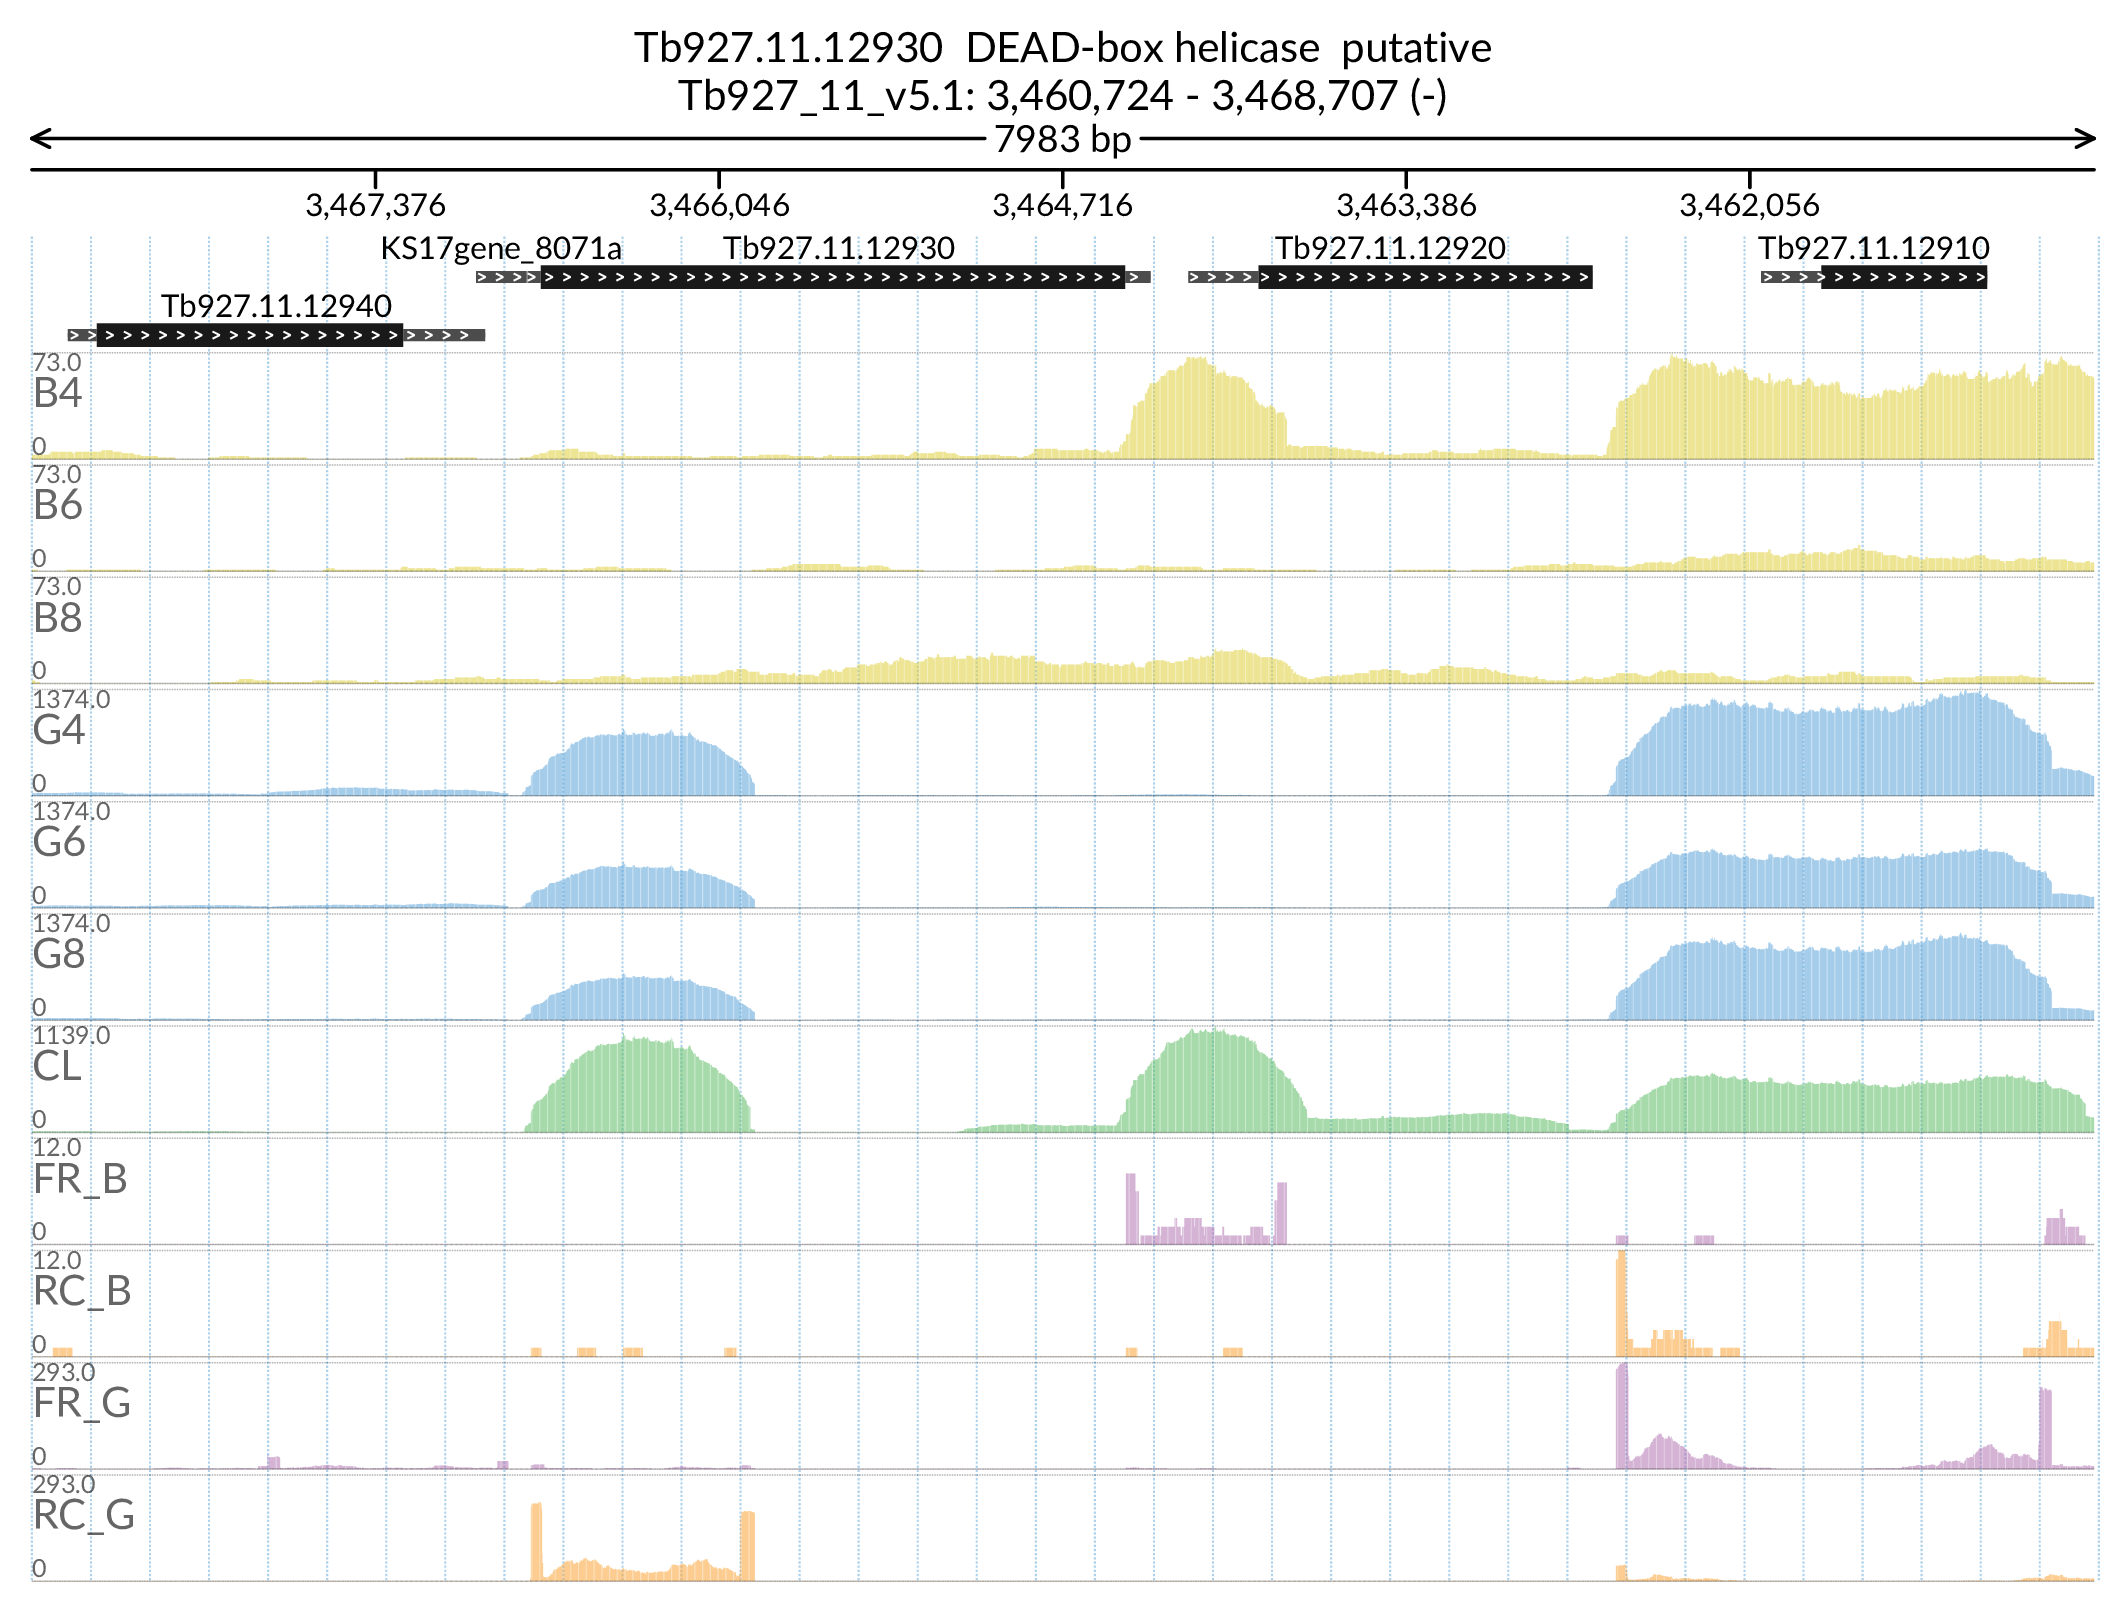 Tb927.11.12930  DEAD-box helicase  putative
Tb927_11_v5.1: 3,460,724 - 3,468,707 (-)
7983 bp
3,467,376 3,466,046 3,464,716 3,463,386 3,462,056
KS17gene_8071a Tb927.11.12930 Tb927.11.12920 Tb927.11.12910
Tb927.11.12940
73.0
B4
0
73.0
B6
0
73.0
B8
0
1374.0
G4
0
1374.0
G6
0
1374.0
G8
0
1139.0
CL
0
12.0
FR_B
0
12.0
RC_B
0
293.0
FR_G
0
293.0
RC_G
0